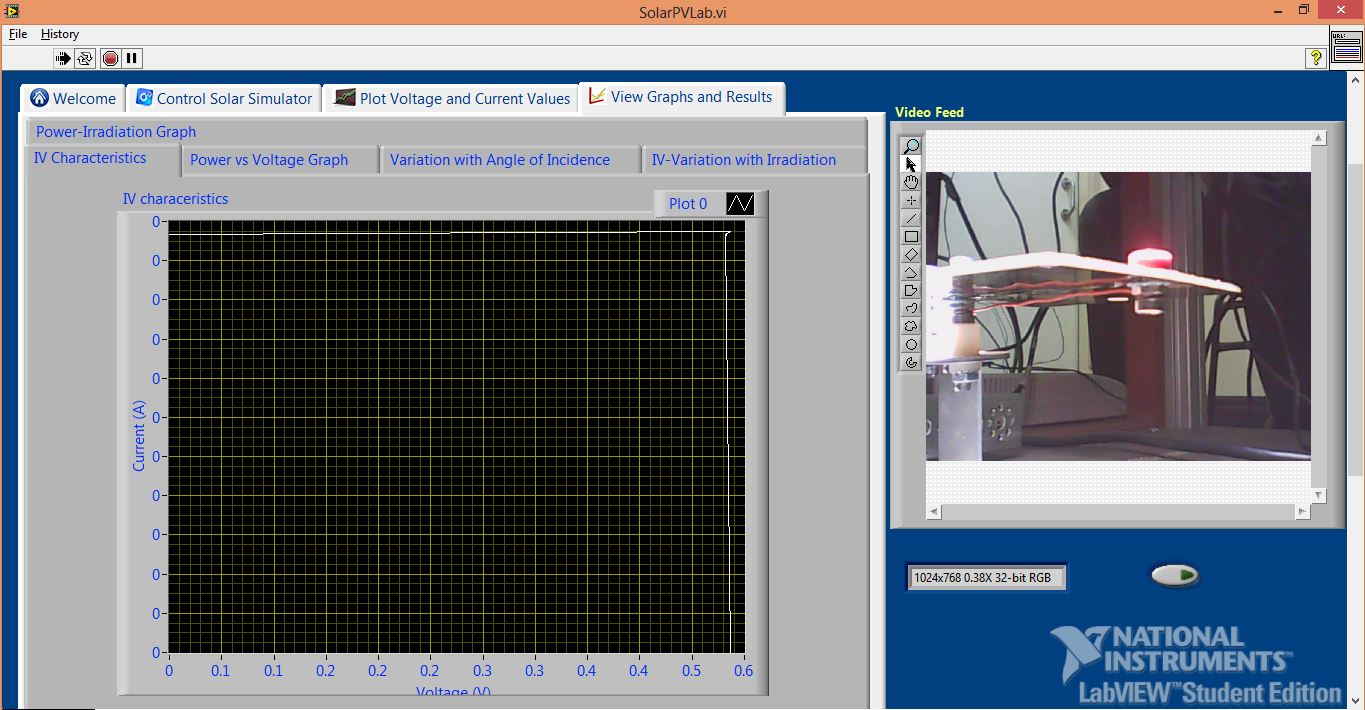 SolarPVLab.vi
File History
URL:
?
Welcome
Control Solar Simulator
Plot Voltage and Current Values
View Graphs and Results
Power-Irradiation Graph
IV Characteristics
Power vs Voltage Graph
Variation with Angle of Incidence
IV-Variation with Irradiation
IV characeristics
Plot 0
0
0
0
0
0
0
0
0
0
0
0
0
Current (A)
0 0.1 0.1 0.2 0.2 0.2 0.3 0.3 0.4 0.4 0.5 0.6
Voltage (V)
Video Feed
1024x768 0.38X 32-bit RGB
NATIONAL
INSTRUMENTS™
LabVIEW™ Student Edition